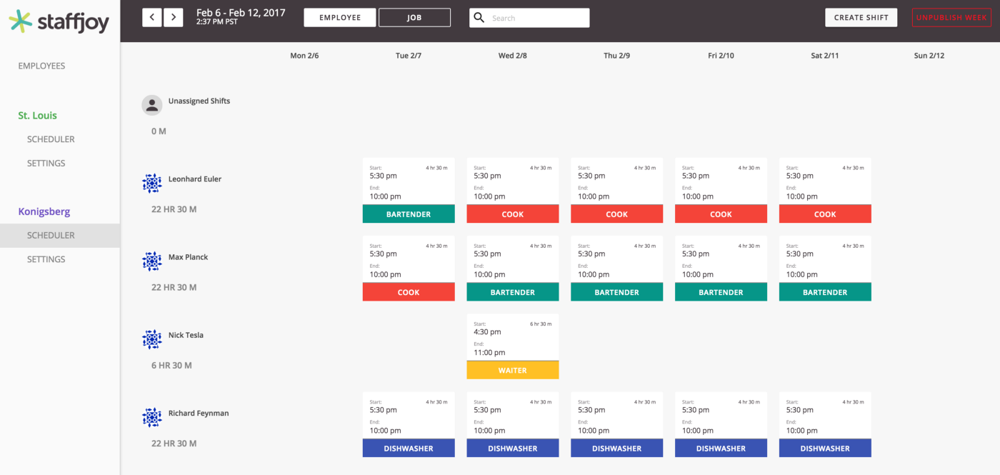 staffjoy
EMPLOYEES
St. Louis
SCHEDULER
SETTINGS
Konigsberg
SCHEDULER
SETTINGS
Feb 6 - Feb 12, 2017
2:37 PM PST
EMPLOYEE JOB Search CREATE SHIFT UNPUBLISH WEEK
Mon 2/6 Tue 2/7 Wed 2/8 Thu 2/9 Fri 2/10 Sat 2/11 Sun 2/12
Unassigned Shifts
0 M
Leonhard Euler
22 HR 30 M
Start: 4 hr 30 m Start: 4 hr 30 m Start: 4 hr 30 m Start: 4 hr 30 m Start: 4 hr 30 m
5:30 pm 5:30 pm 5:30 pm 5:30 pm 5:30 pm
End: End: End: End: End:
10:00 pm 10:00 pm 10:00 pm 10:00 pm 10:00 pm
BARTENDER COOK COOK COOK COOK
Max Planck
22 HR 30 M
Start: 4 hr 30 m Start: 4 hr 30 m Start: 4 hr 30 m Start: 4 hr 30 m Start: 4 hr 30 m
5:30 pm 5:30 pm 5:30 pm 5:30 pm 5:30 pm
End: End: End: End: End:
10:00 pm 10:00 pm 10:00 pm 10:00 pm 10:00 pm
COOK BARTENDER BARTENDER BARTENDER BARTENDER
Nick Tesla
6 HR 30 M
Start: 6 hr 30 m
4:30 pm
End:
11:00 pm
WAITER
Richard Feynman
22 HR 30 M
Start: 4 hr 30 m Start: 4 hr 30 m Start: 4 hr 30 m Start: 4 hr 30 m Start: 4 hr 30 m
5:30 pm 5:30 pm 5:30 pm 5:30 pm 5:30 pm
End: End: End: End: End:
10:00 pm 10:00 pm 10:00 pm 10:00 pm 10:00 pm
DISHWASHER DISHWASHER DISHWASHER DISHWASHER DISHWASHER